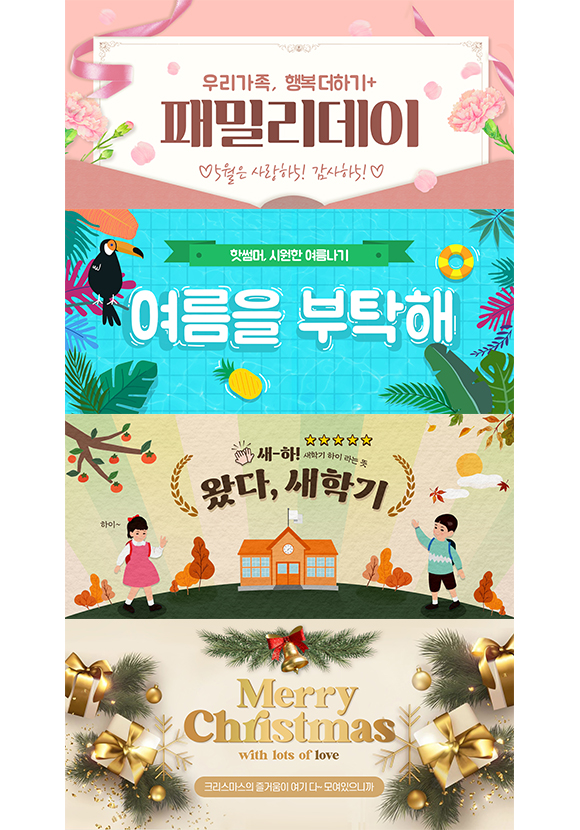 우리가족, 행복더하기+
패밀리데이
♡5월은 사랑하5! 감사하5!♡
핫썸머, 시원한 여름나기
여름을 부탁해
새-하! 새학기 하이 라는 뜻
왔다, 새학기
하이~
Merry
Christmas
with lots of love
크리스마스의 즐거움이 여기 다~ 모여있으니까